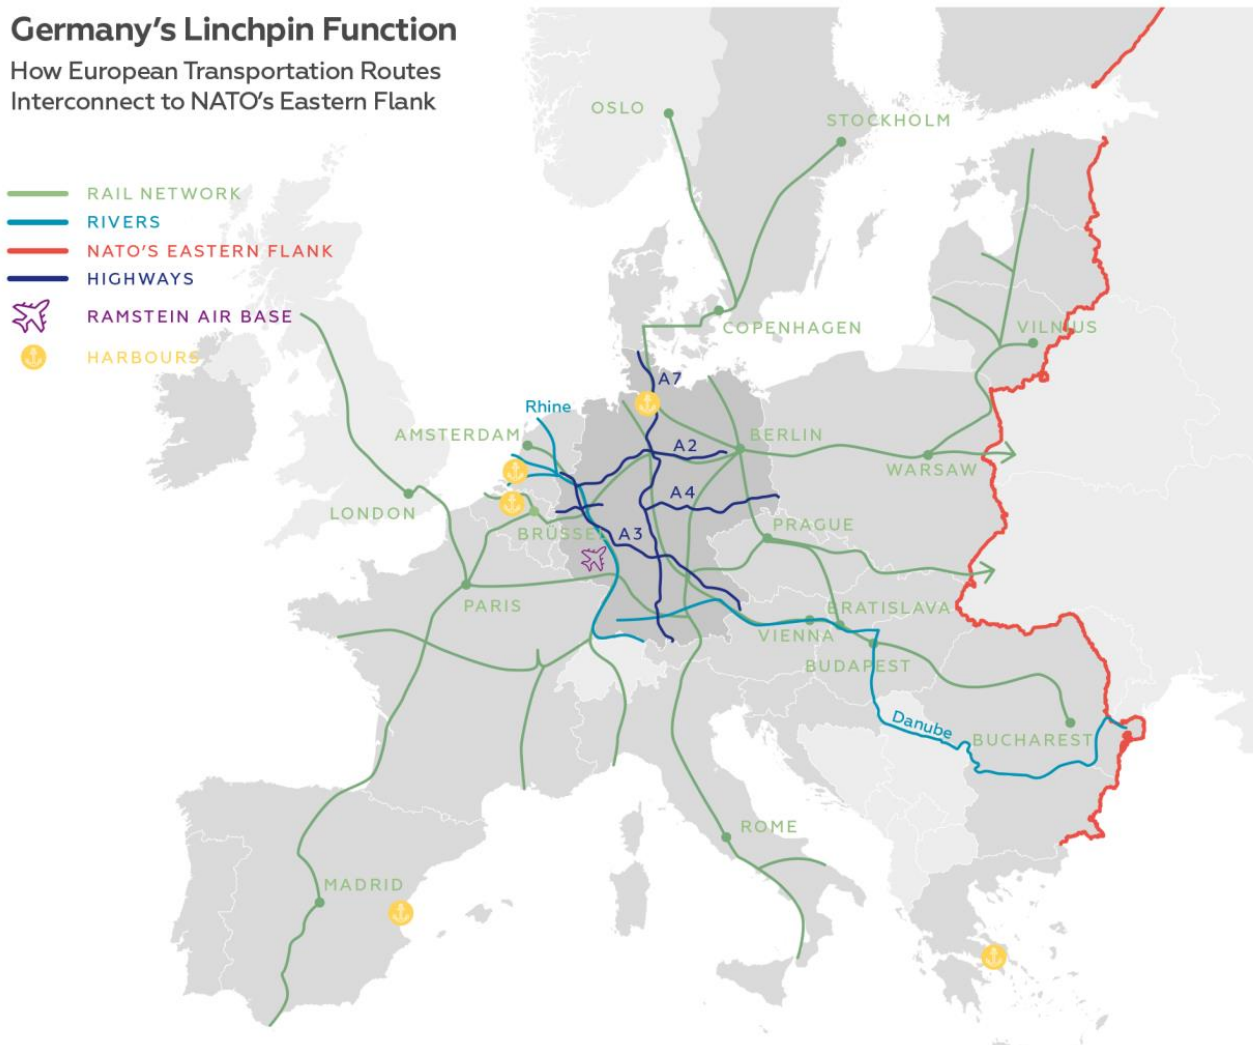 Germany's Linchpin Function
How European Transportation Routes
Interconnect to NATO's Eastern Flank
RAIL NETWORK
RIVERS
NATO'S EASTERN FLANK
HIGHWAYS
RAMSTEIN AIR BASE
HARBOURS
OSLO
STOCKHOLM
COPENHAGEN
VILNIUS
A7
Rhine
AMSTERDAM
A2
BERLIN
WARSAW
A4
LONDON
BRÜSSEL
A3
PRAGUE
PARIS
BRATISLAVA
VIENNA
BUDAPEST
Danube
BUCHAREST
ROME
MADRID